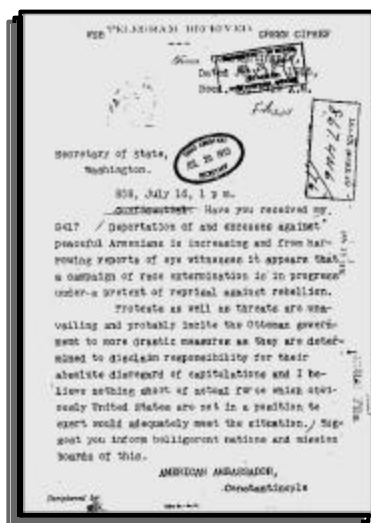 TELEGRAM RECEIVED
GREEN CIPHER
From
Dated
Secretary of State,
Washington.
858, July 16, 1 p.m.
Confidential. Have you received my
841? Deportation of and excesses against
peaceful Armenians is increasing and from har-
rowing reports of eye witnesses it appears that
a campaign of race extermination is in progress
under a pretext of reprisal against rebellion.
Protests as well as threats are una-
vailing and probably incite the Ottoman govern-
ment to more drastic measures as they are deter-
mined to disclaim responsibility for their
absolute disregard of capitulations and I be-
lieve nothing short of actual force which obvi-
ously United States are not in a position to
exert would adequately meet the situation. Sug-
gest you inform belligerent nations and mission
boards of this.
AMERICAN AMBASSADOR,
Constantinople